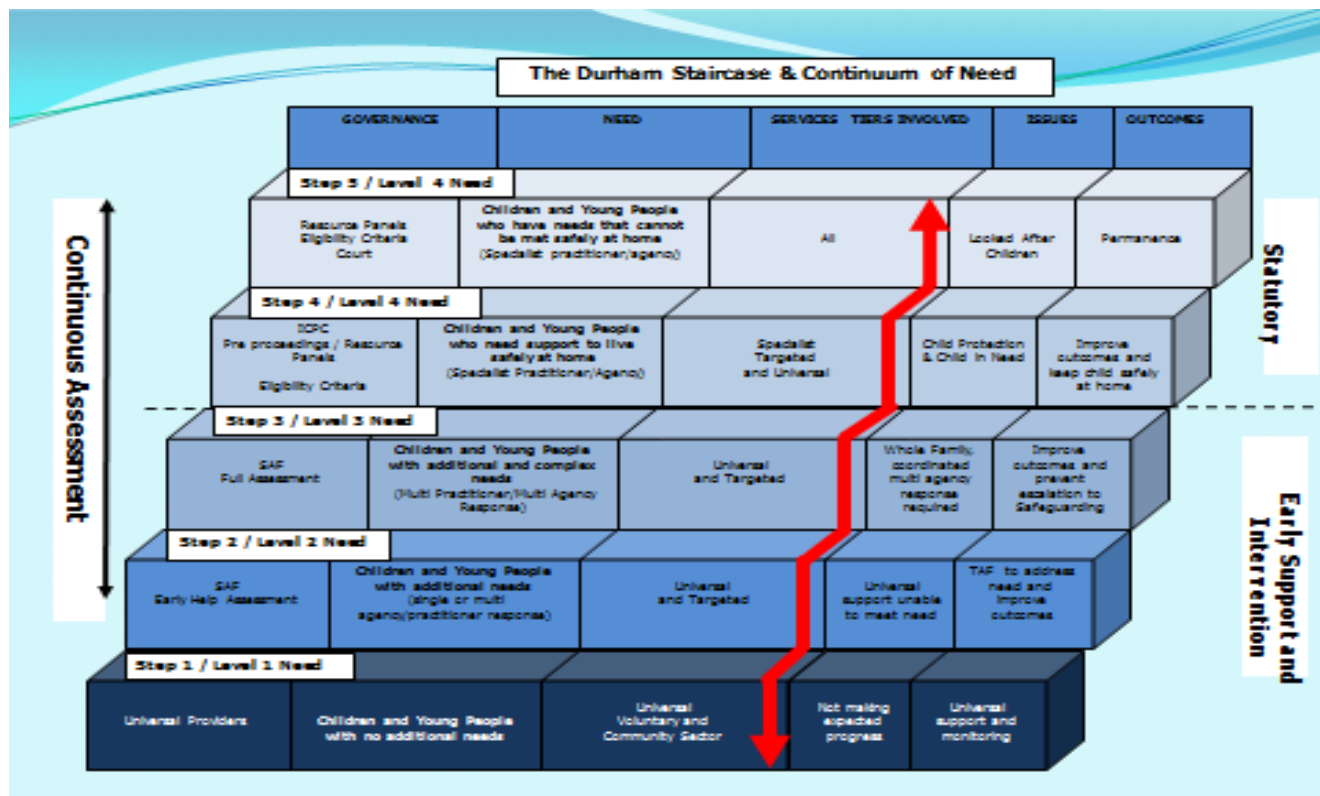 The Durham Staircase & Continuum of Need
GOVERNANCE
NEED
SERVICES TIERS INVOLVED
ISSUES
OUTCOMES
Step 5 / Level 4 Need
Resource Panels
Eligibility Criteria
Court
Children and Young People
who have needs that cannot
be met safely at home
(Specialist practitioner/agency)
All
Looked After
Children
Permanence
Step 4 / Level 4 Need
ICPC
Pre proceedings / Resource
Panels
Eligibility Criteria
Children and Young People
who need support to live
safely at home
(Specialist Practitioner/Agency)
Specialist
Targeted
and Universal
Child Protection
& Child in Need
Improve
outcomes and
keep child safely
at home
Step 3 / Level 3 Need
SAF
Full Assessment
Children and Young People
with additional and complex
needs
(Multi Practitioner/Multi Agency
Response)
Universal
and Targeted
Whole Family,
coordinated
multi agency
response
required
Improve
outcomes and
prevent
escalation to
Safeguarding
Step 2 / Level 2 Need
SAF
Early Help Assessment
Children and Young People
with additional needs
(single or multi
agency/practitioner response)
Universal
and Targeted
Universal
support unable
to meet need
TAF to address
need and
improve
outcomes
Step 1 / Level 1 Need
Universal Providers
Children and Young People
with no additional needs
Universal
Voluntary and
Community Sector
Not making
expected
progress
Universal
support and
monitoring
Continuous Assessment
Statutory
Early Support and
Intervention